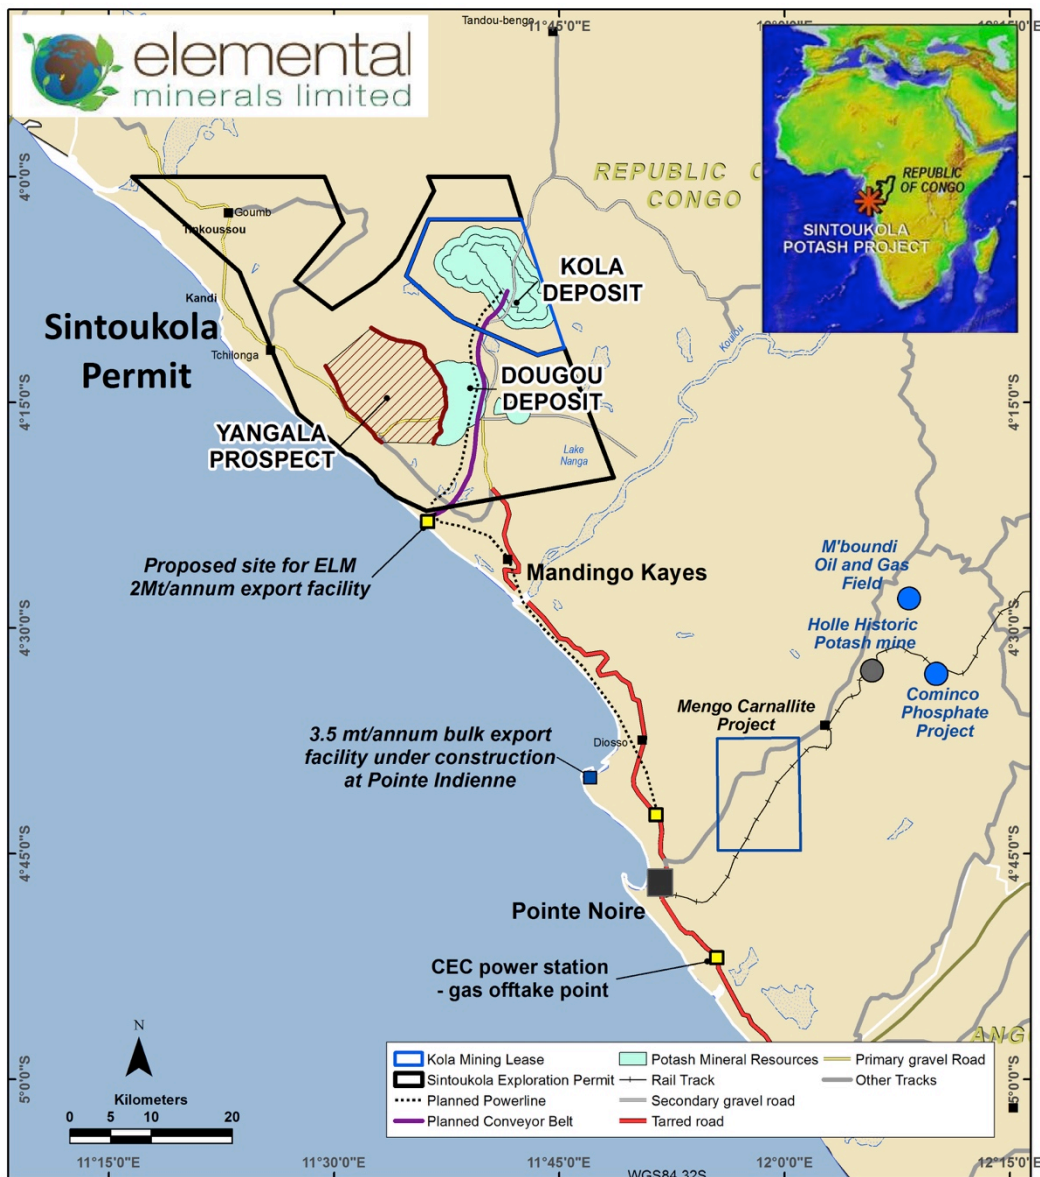 elemental
minerals limited
Tandou-bengo
11°45'0"E
REPUBLIC
CONGO
REPUBLIC
OF CONGO
SINTOUKOLA
POTASH PROJECT
4°0'0"S
Goumb
Tinkoussou
Kandi
Sintoukola
Permit
Tchilonga
KOLA
DEPOSIT
Koulou
4°15'0"S
4°15'0"S
DOUGOU
DEPOSIT
YANGALA
PROSPECT
Lake
Nanga
Proposed site for ELM
2Mt/annum export facility
Mandingo Kayes
M'boundi
Oil and Gas
Field
Holle Historic
Potash mine
4°30'0"S
4°30'0"S
Cominco
Phosphate
Project
Mengo Carnallite
Project
3.5 mt/annum bulk export
facility under construction
at Pointe Indienne
Diosso
4°45'0"S
4°45'0"S
Pointe Noire
CEC power station
- gas offtake point
ANG
N
Kilometers
0 5 10 20
Kola Mining Lease
Sintoukola Exploration Permit
Planned Powerline
Planned Conveyor Belt
Potash Mineral Resources
Rail Track
Secondary gravel road
Tarred road
Primary gravel Road
Other Tracks
5°0'0"S
5°0'0"S
11°15'0"E
11°30'0"E
11°45'0"E
12°0'0"E
12°15'0"E
WGS84 32S